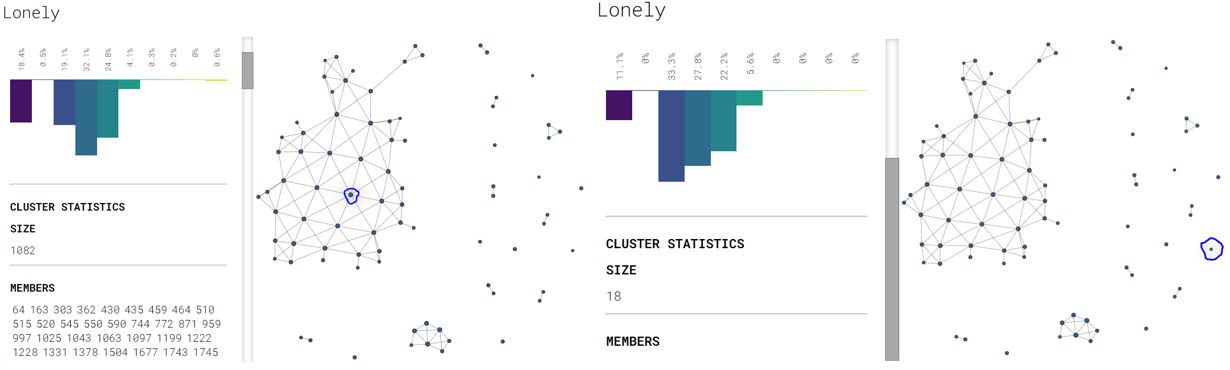 Lonely
18.4%
0.5%
19.1%
32.1%
24.8%
4.1%
0.3%
0.2%
0%
0.6%
CLUSTER STATISTICS
SIZE
1082
MEMBERS
64 163 303 362 430 435 459 464 510
515 520 545 550 590 744 772 871 959
997 1025 1043 1063 1097 1199 1222
1228 1331 1378 1504 1677 1743 1745
Lonely
11.1%
0%
33.3%
27.8%
22.2%
5.6%
0%
0%
0%
0%
CLUSTER STATISTICS
SIZE
18
MEMBERS